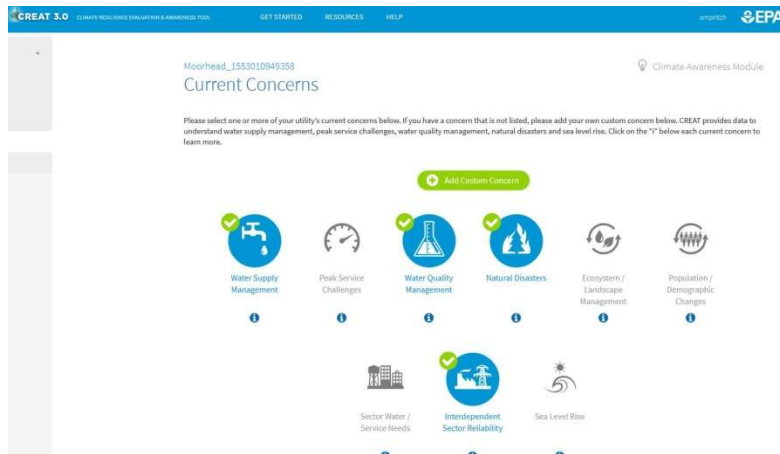 CREAT 3.0 CLIMATE RESILIENCE EVALUATION & AWARENESS TOOL GET STARTED RESOURCES HELP smpritch EPA
Moorhead_1553010949358
Climate Awareness Module
Current Concerns
Please select one or more of your utility's current concerns below. If you have a concern that is not listed, please add your own custom concern below. CREAT provides data to
understand water supply management, peak service challenges, water quality management, natural disasters and sea level rise. Click on the "i" below each current concern to
learn more.
Add Custom Concern
Water Supply
Management
Peak Service
Challenges
Water Quality
Management
Natural Disasters
Ecosystem /
Landscape
Management
Population /
Demographic
Changes
Sector Water /
Service Needs
Interdependent
Sector Reliability
Sea Level Rise